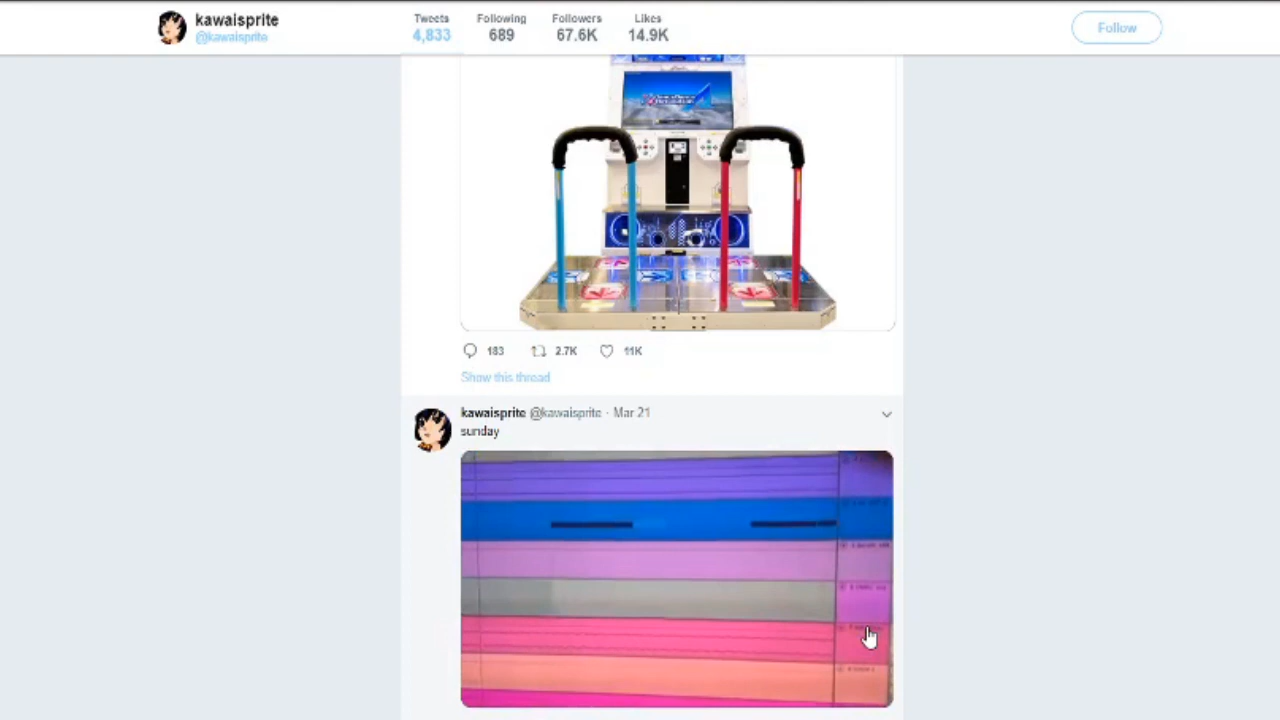 kawaisprite
@kawaisprite
Tweets
4,833
Following
689
Followers
67.6K
Likes
14.9K
Follow
183
2.7K
11K
Show this thread
kawaisprite @kawaisprite · Mar 21
sunday